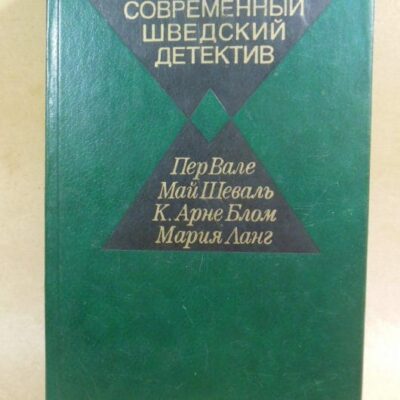 СОВРЕМЕННЫЙ
ШВЕДСКИЙ
ДЕТЕКТИВ
Пер Вале
Май Шеваль
К. Арне Блом
Мария Ланг